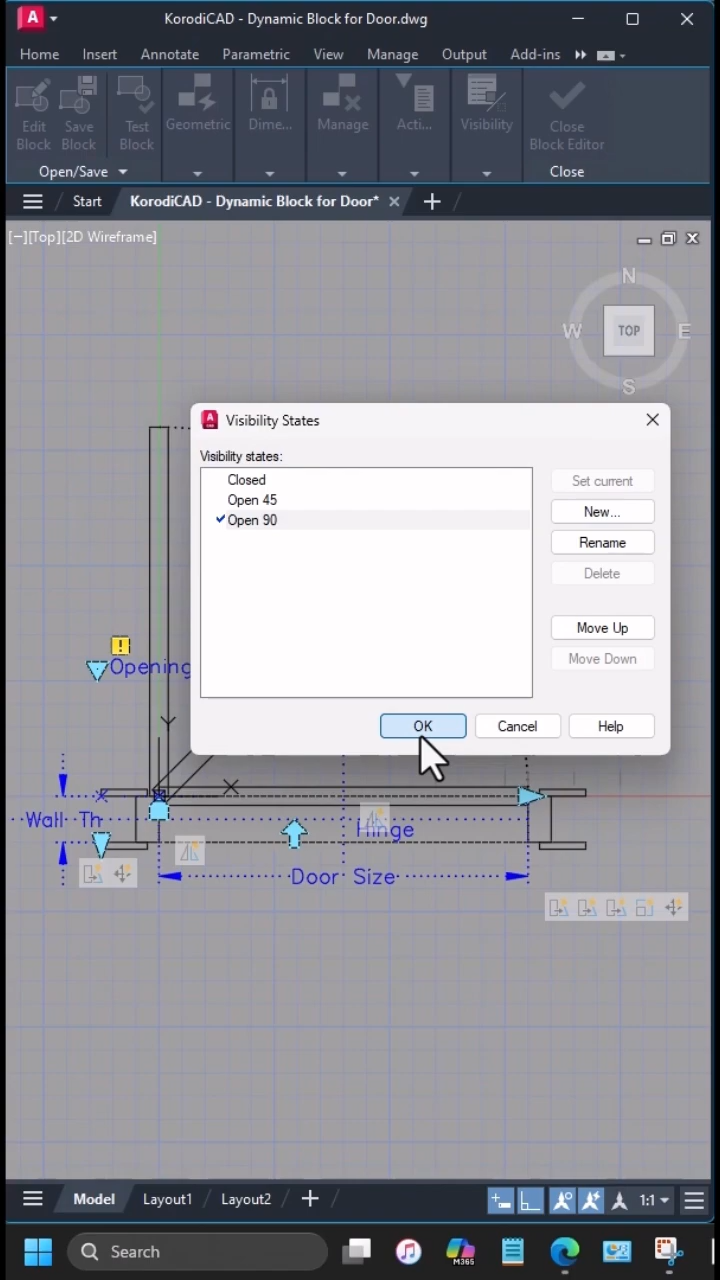 KorodiCAD - Dynamic Block for Door.dwg
Home Insert Annotate Parametric View Manage Output Add-ins
Edit Block
Save Block
Test Block
Geometric
Dime...
Manage
Acti...
Visibility
Close Block Editor
Open/Save
Close
Start
KorodiCAD - Dynamic Block for Door*
[−][Top][2D Wireframe]
N
W
TOP
E
S
Visibility States
Visibility states:
Closed
Open 45
Open 90
Set current
New...
Rename
Delete
Move Up
Move Down
OK
Cancel
Help
Opening
Wall Th
Hinge
Door Size
Model
Layout1
Layout2
1:1
Search
M365